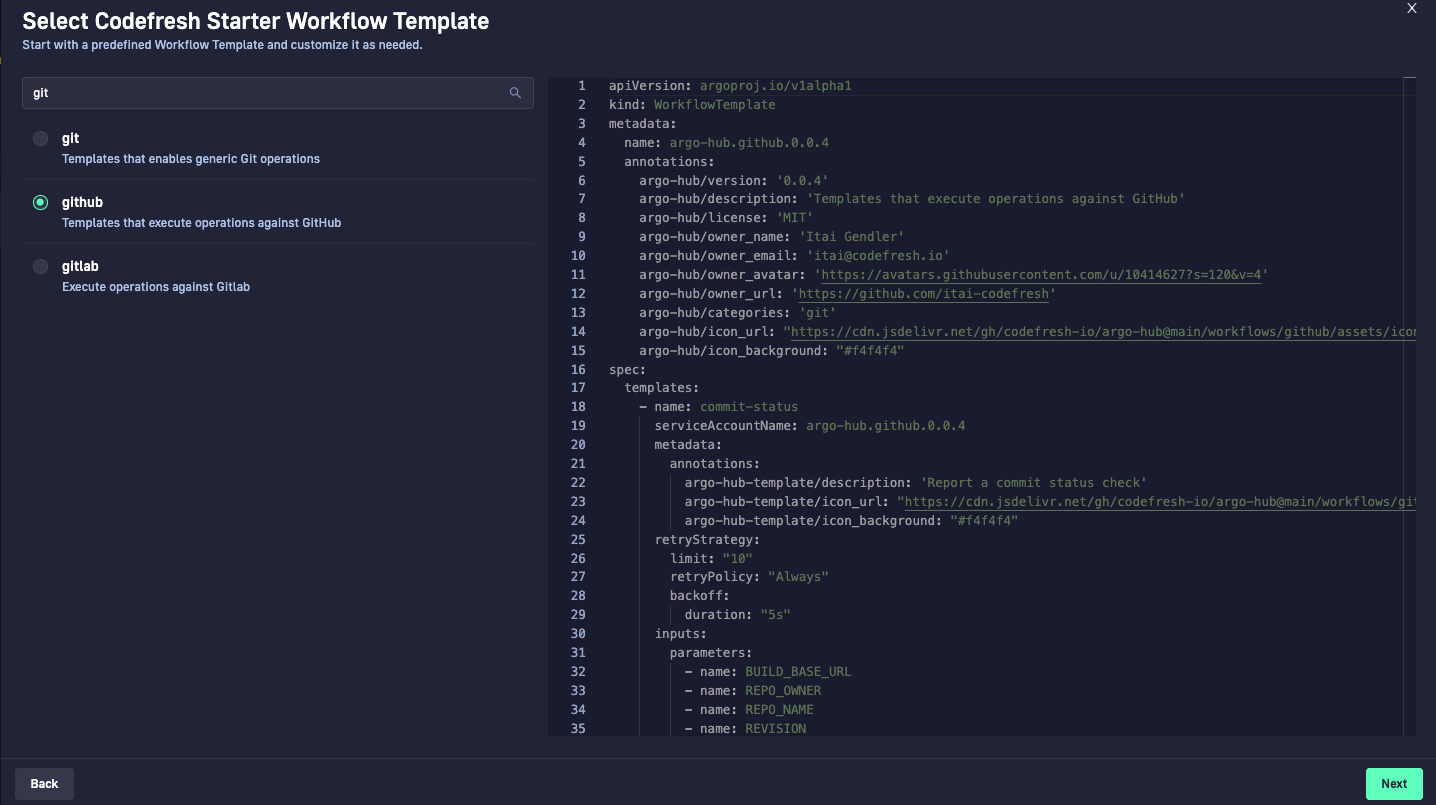 Select Codefresh Starter Workflow Template
X
Start with a predefined Workflow Template and customize it as needed.
git
git
Templates that enables generic Git operations
github
Templates that execute operations against GitHub
gitlab
Execute operations against Gitlab
1 apiVersion: argoproj.io/v1alpha1
2 kind: WorkflowTemplate
3 metadata:
4 name: argo-hub.github.0.0.4
5 annotations:
6 argo-hub/version: '0.0.4'
7 argo-hub/description: 'Templates that execute operations against GitHub'
8 argo-hub/license: 'MIT'
9 argo-hub/owner_name: 'Itai Gendler'
10 argo-hub/owner_email: 'itai@codefresh.io'
11 argo-hub/owner_avatar: 'https://avatars.githubusercontent.com/u/10414627?s=120&v=4'
12 argo-hub/owner_url: 'https://github.com/itai-codefresh'
13 argo-hub/categories: 'git'
14 argo-hub/icon_url: "https://cdn.jsdelivr.net/gh/codefresh-io/argo-hub@main/workflows/github/assets/icon
15 argo-hub/icon_background: "#f4f4f4"
16 spec:
17 templates:
18 - name: commit-status
19 serviceAccountName: argo-hub.github.0.0.4
20 metadata:
21 annotations:
22 argo-hub-template/description: 'Report a commit status check'
23 argo-hub-template/icon_url: "https://cdn.jsdelivr.net/gh/codefresh-io/argo-hub@main/workflows/git
24 argo-hub-template/icon_background: "#f4f4f4"
25 retryStrategy:
26 limit: "10"
27 retryPolicy: "Always"
28 backoff:
29 duration: "5s"
30 inputs:
31 parameters:
32 - name: BUILD_BASE_URL
33 - name: REPO_OWNER
34 - name: REPO_NAME
35 - name: REVISION
Back
Next